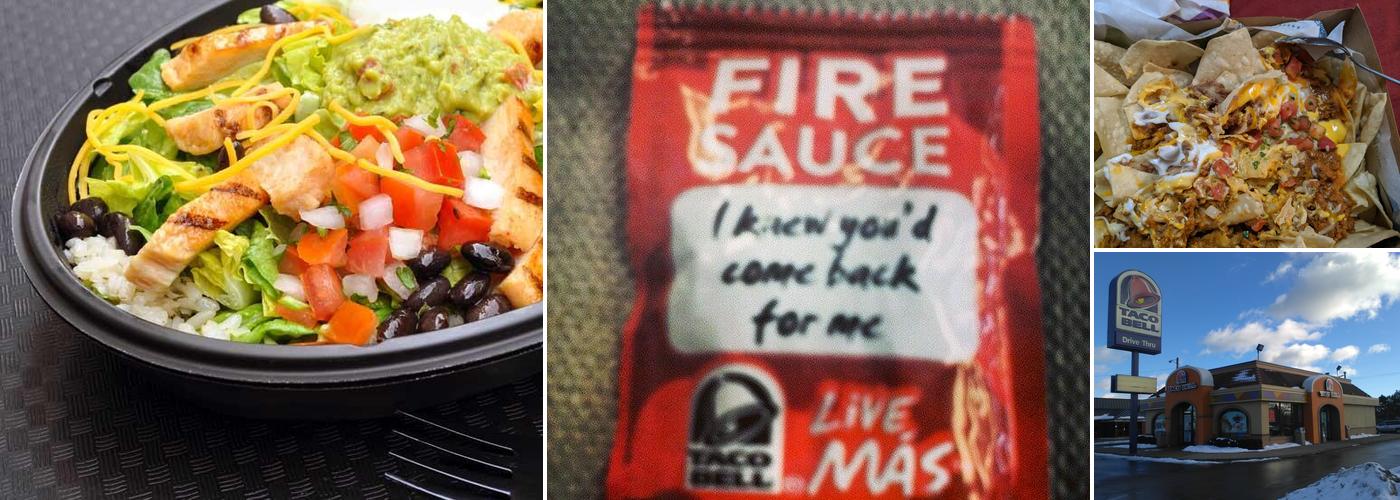 FIRE
SAUCE
I knew you'd
come back
for me
TACO
BELL
LIVE
MÁS
TACO
BELL
Drive Thru